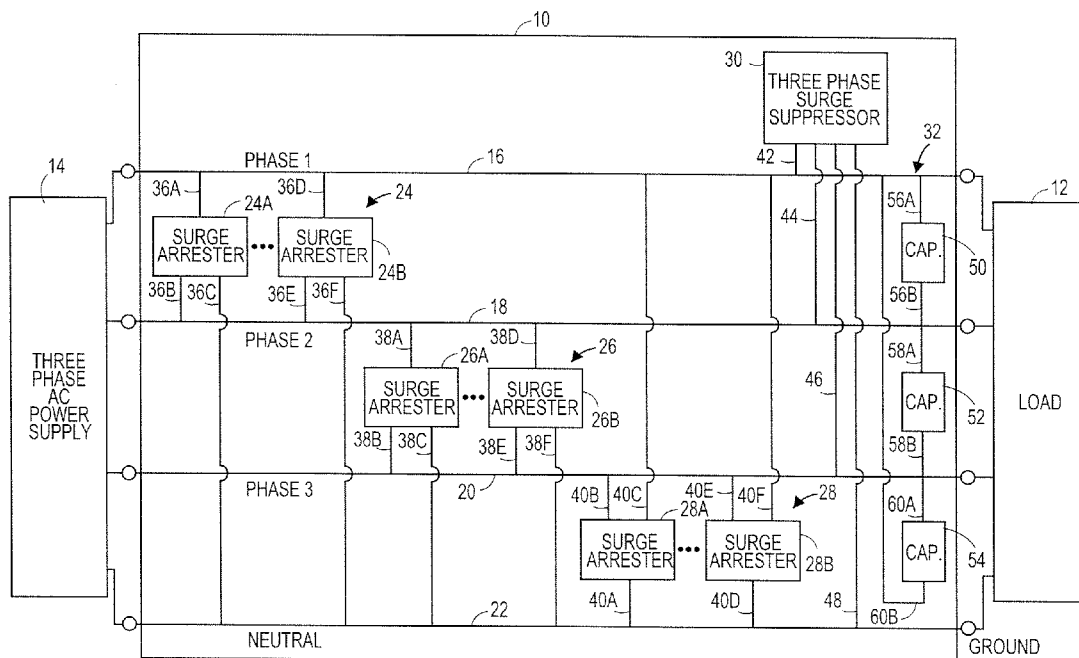 10
30
THREE PHASE
SURGE
SUPPRESSOR
32
14
PHASE 1
16
42
12
36A
36D
24
44
56A
24A
SURGE
ARRESTER
SURGE
ARRESTER
24B
CAP.
50
36B
36C
36E
36F
56B
18
PHASE 2
38A
38D
26
58A
THREE
PHASE
AC
POWER
SUPPLY
26A
SURGE
ARRESTER
SURGE
ARRESTER
26B
46
CAP.
52
LOAD
38B
38C
38E
38F
58B
PHASE 3
20
40B
40C
40E
40F
28
60A
28A
SURGE
ARRESTER
SURGE
ARRESTER
28B
CAP.
54
40A
40D
48
60B
22
NEUTRAL
GROUND